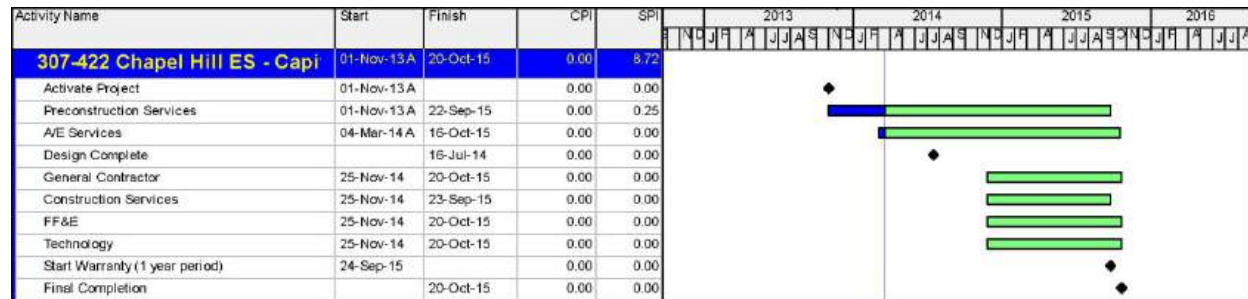 Activity Name Start Finish CPI SPI 2013 2014 2015 2016
307-422 Chapel Hill ES - Capi 01-Nov-13 A 20-Oct-15 0.00 8.72
Activate Project 01-Nov-13 A 0.00 0.00
Preconstruction Services 01-Nov-13 A 22-Sep-15 0.00 0.25
A/E Services 04-Mar-14 A 16-Oct-15 0.00 0.00
Design Complete 16-Jul-14 0.00 0.00
General Contractor 25-Nov-14 20-Oct-15 0.00 0.00
Construction Services 25-Nov-14 23-Sep-15 0.00 0.00
FF&E 25-Nov-14 20-Oct-15 0.00 0.00
Technology 25-Nov-14 20-Oct-15 0.00 0.00
Start Warranty (1 year period) 24-Sep-15 0.00 0.00
Final Completion 20-Oct-15 0.00 0.00